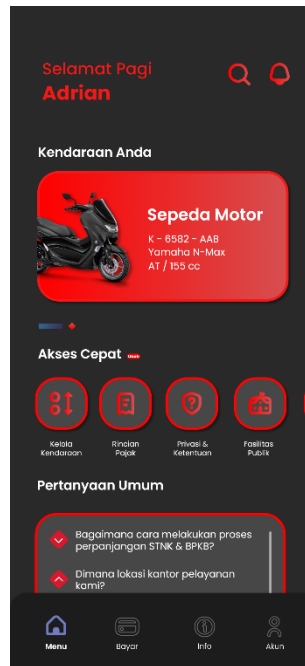 Selamat Pagi
Adrian
Kendaraan Anda
Sepeda Motor
K - 6582 - AAB
Yamaha N-Max
AT / 155 cc
Akses Cepat
Kelola
Kendaraan
Rincian
Pajak
Privasi &
Ketentuan
Fasilitas
Publik
Pertanyaan Umum
Bagaimana cara melakukan proses
perpanjangan STNK & BPKB?
Dimana lokasi kantor pelayanan
kami?
Menu
Bayar
Info
Akun